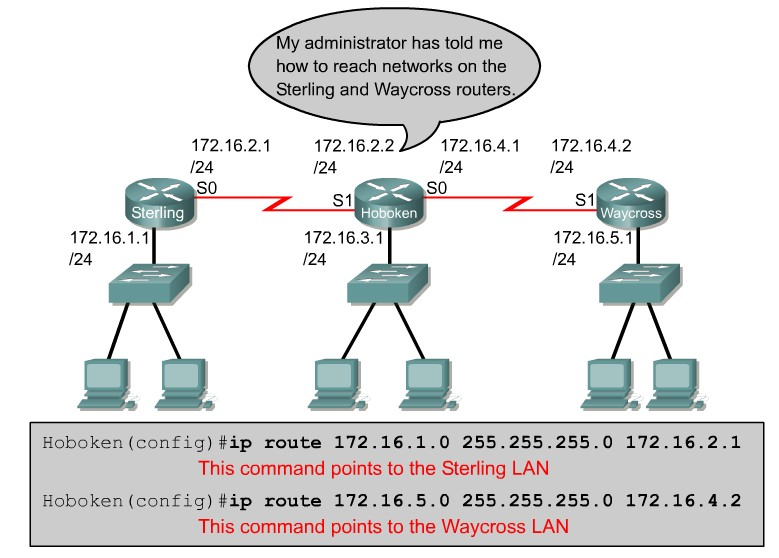 My administrator has told me
how to reach networks on the
Sterling and Waycross routers.
172.16.2.1
/24
172.16.2.2
/24
172.16.4.1
/24
172.16.4.2
/24
S0
S1
S0
S1
Sterling
Hoboken
Waycross
172.16.1.1
/24
172.16.3.1
/24
172.16.5.1
/24
Hoboken(config)#ip route 172.16.1.0 255.255.255.0 172.16.2.1
This command points to the Sterling LAN
Hoboken(config)#ip route 172.16.5.0 255.255.255.0 172.16.4.2
This command points to the Waycross LAN